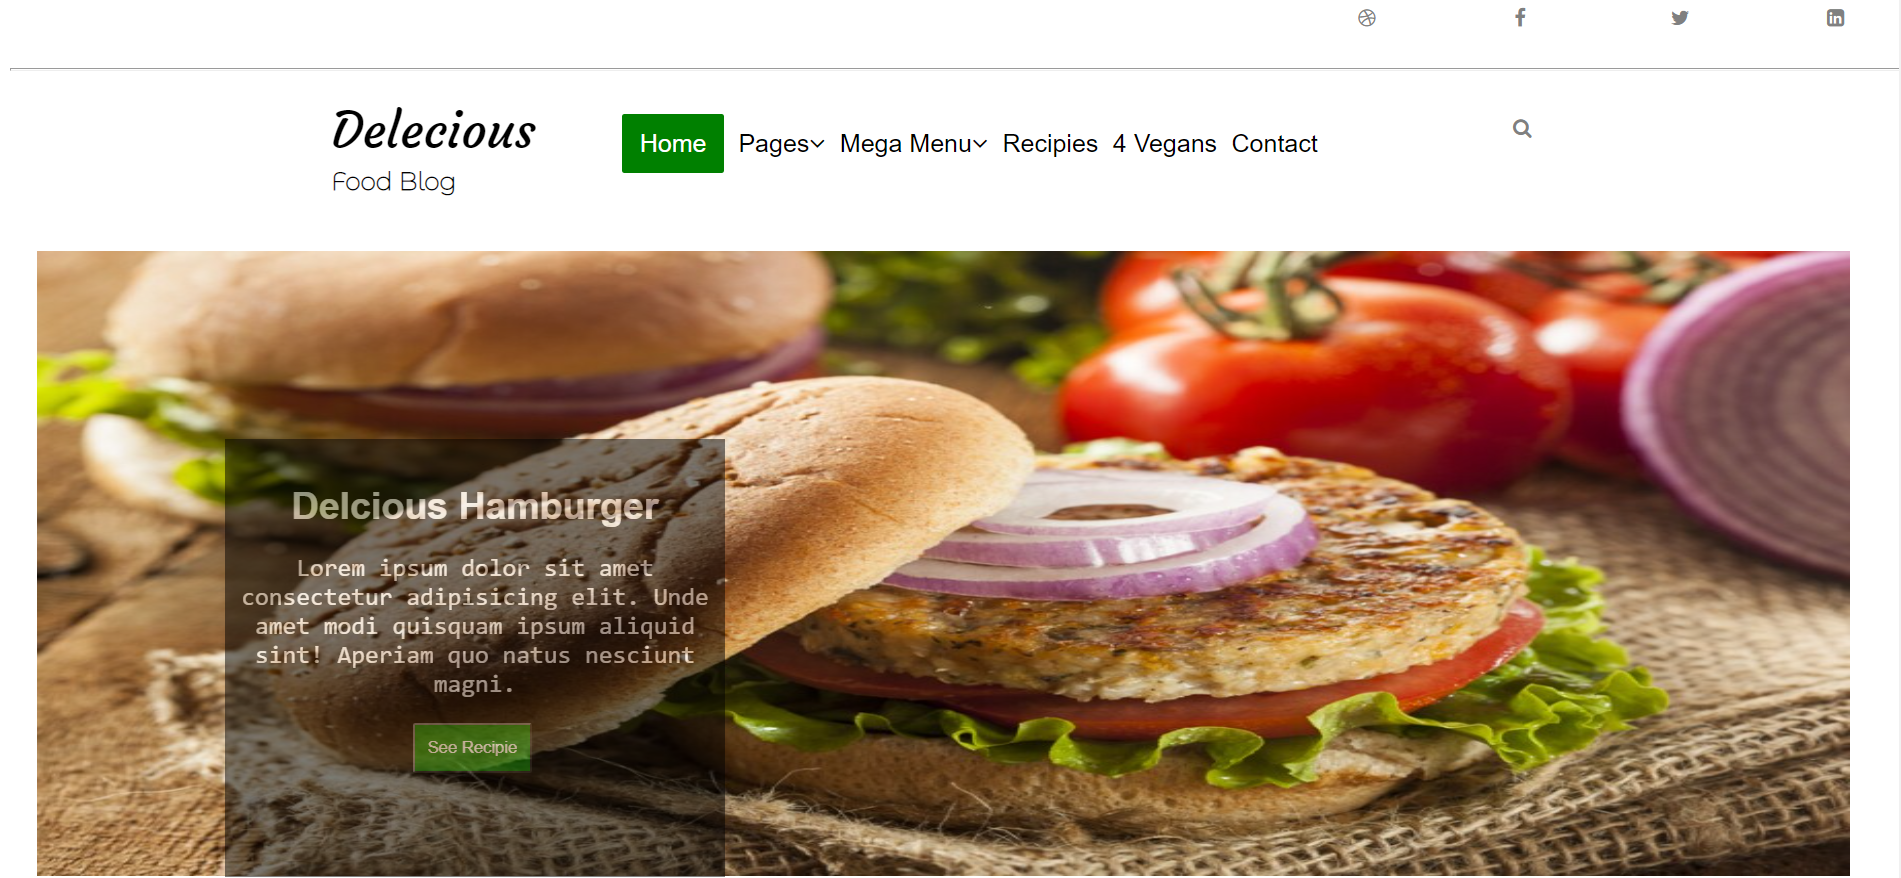 Delecious
Food Blog
Home Pages Mega Menu Recipies 4 Vegans Contact
Delcious Hamburger
Lorem ipsum dolor sit amet
consectetur adipisicing elit. Unde
amet modi quisquam ipsum aliquid
sint! Aperiam quo natus nesciunt
magni.
See Recipie